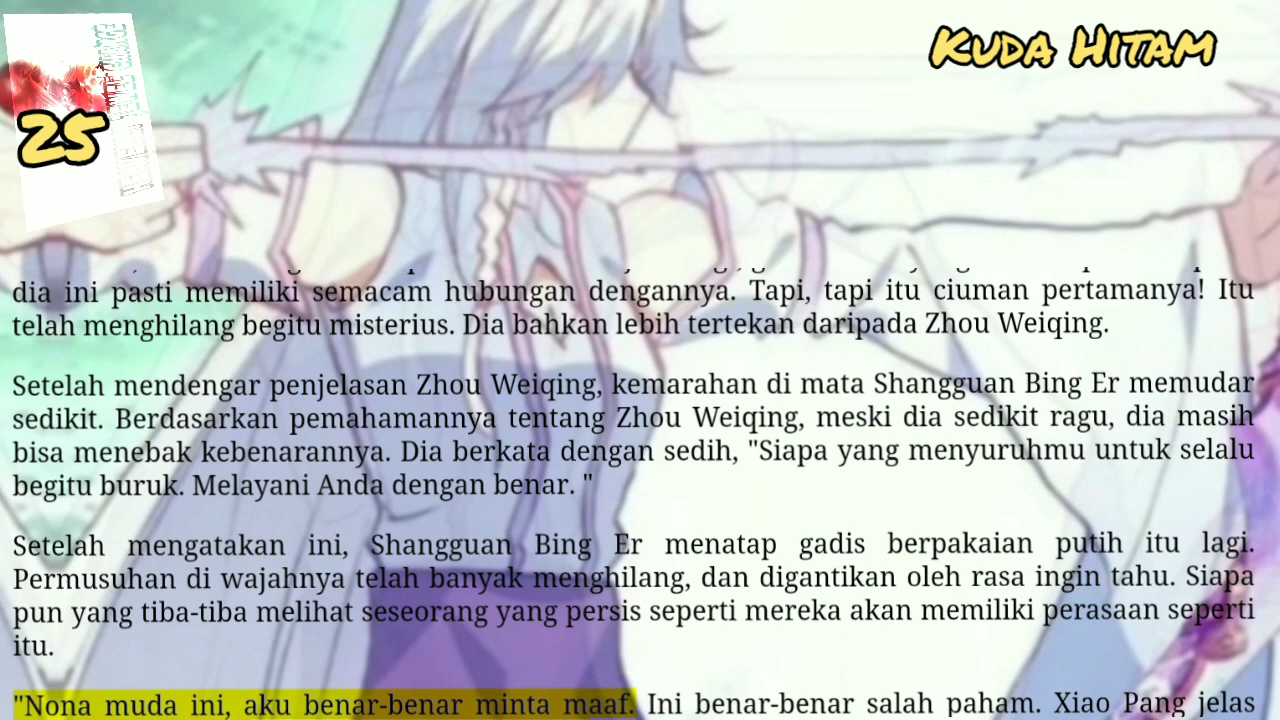 Kuda Hitam
25
dia ini pasti memiliki semacam hubungan dengannya. Tapi, tapi itu ciuman pertamanya! Itu
telah menghilang begitu misterius. Dia bahkan lebih tertekan daripada Zhou Weiqing.
Setelah mendengar penjelasan Zhou Weiqing, kemarahan di mata Shangguan Bing Er memudar
sedikit. Berdasarkan pemahamannya tentang Zhou Weiqing, meski dia sedikit ragu, dia masih
bisa menebak kebenarannya. Dia berkata dengan sedih, "Siapa yang menyuruhmu untuk selalu
begitu buruk. Melayani Anda dengan benar. "
Setelah mengatakan ini, Shangguan Bing Er menatap gadis berpakaian putih itu lagi.
Permusuhan di wajahnya telah banyak menghilang, dan digantikan oleh rasa ingin tahu. Siapa
pun yang tiba-tiba melihat seseorang yang persis seperti mereka akan memiliki perasaan seperti
itu.
"Nona muda ini, aku benar-benar minta maaf. Ini benar-benar salah paham. Xiao Pang jelas